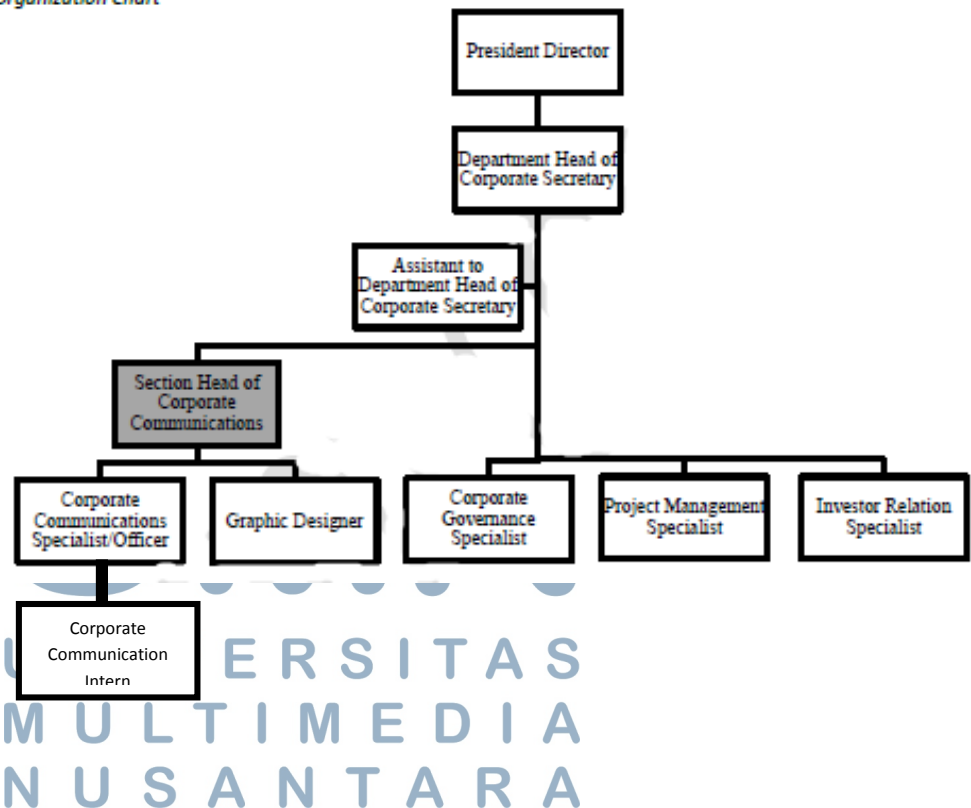 Organization Chart
President Director
Department Head of
Corporate Secretary
Assistant to
Department Head of
Corporate Secretary
Section Head of
Corporate
Communications
Corporate
Communications
Specialist/Officer
Graphic Designer
Corporate
Governance
Specialist
Project Management
Specialist
Investor Relation
Specialist
Corporate
Communication
Intern
ERSITAS
MULTIMEDIA
NUSANTARA